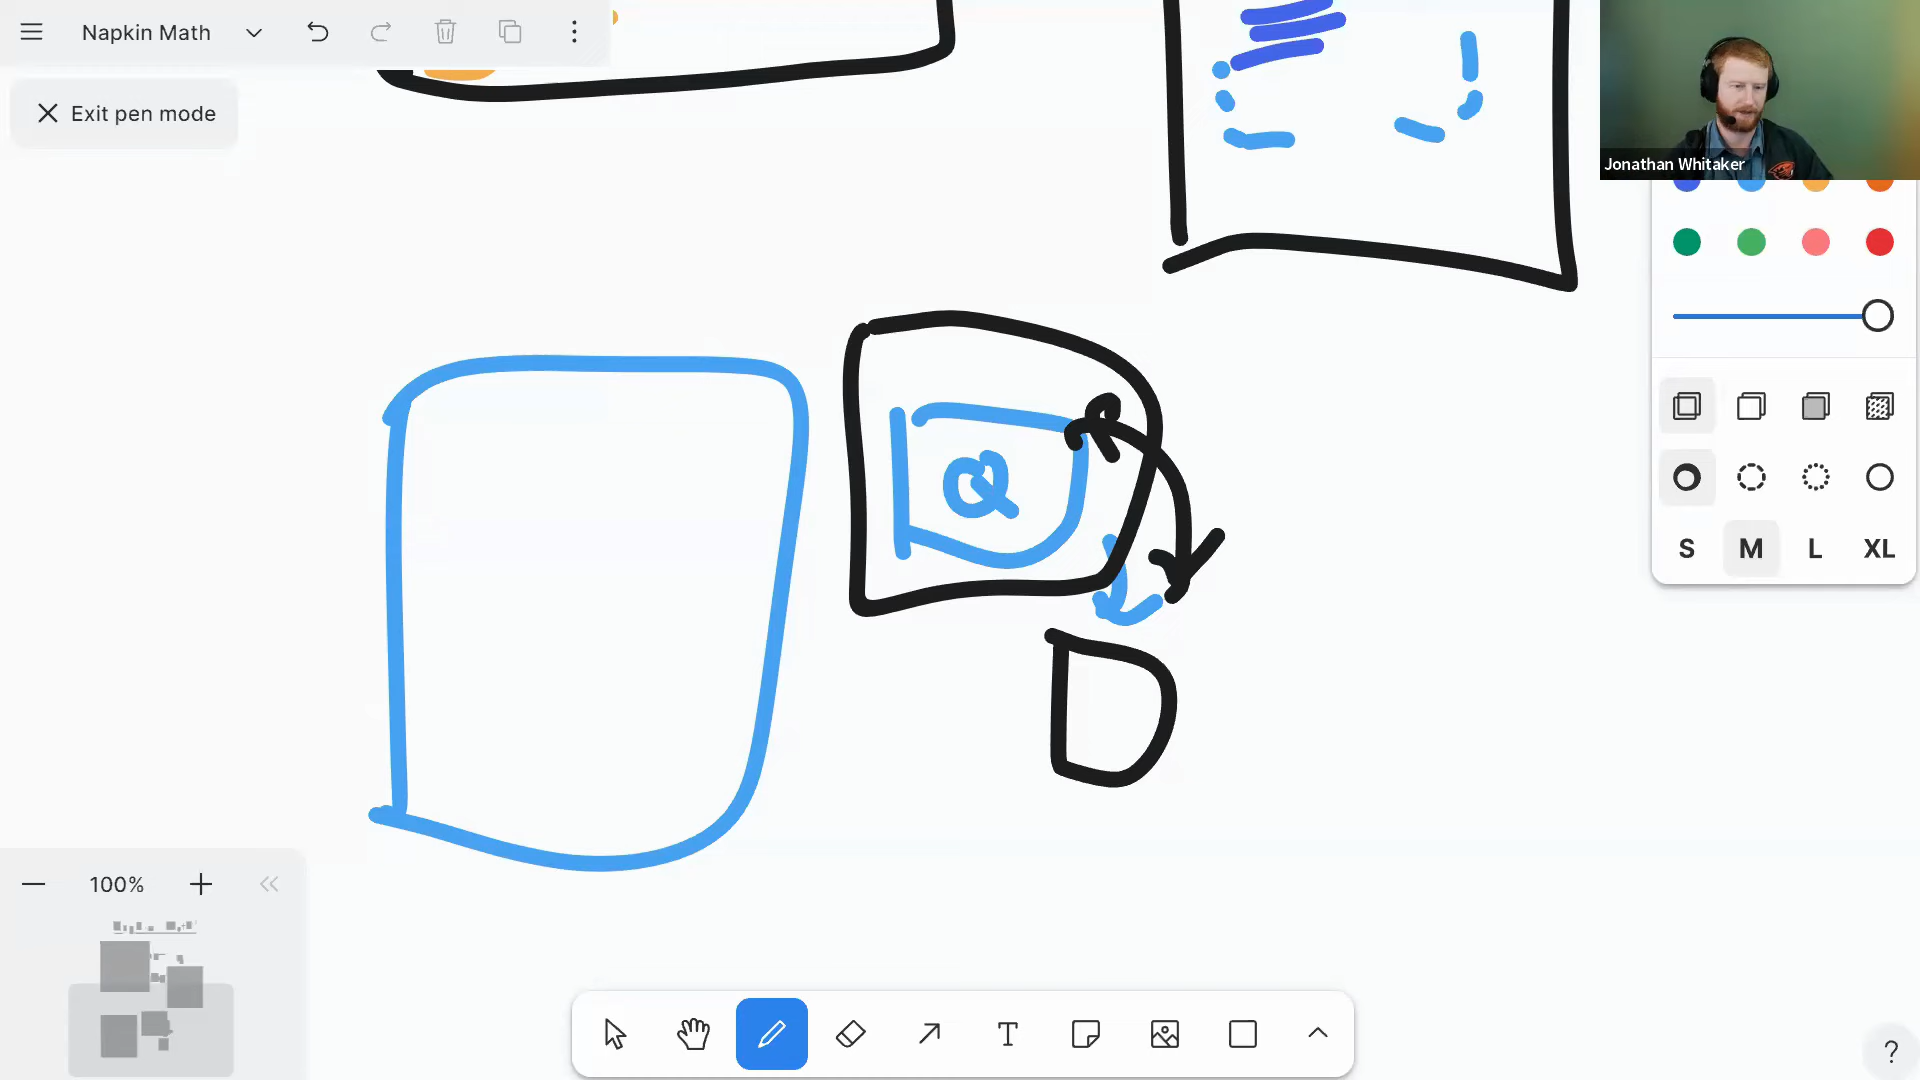 Napkin Math
Exit pen mode
Jonathan Whitaker
Q
S M L XL
100%
T
?